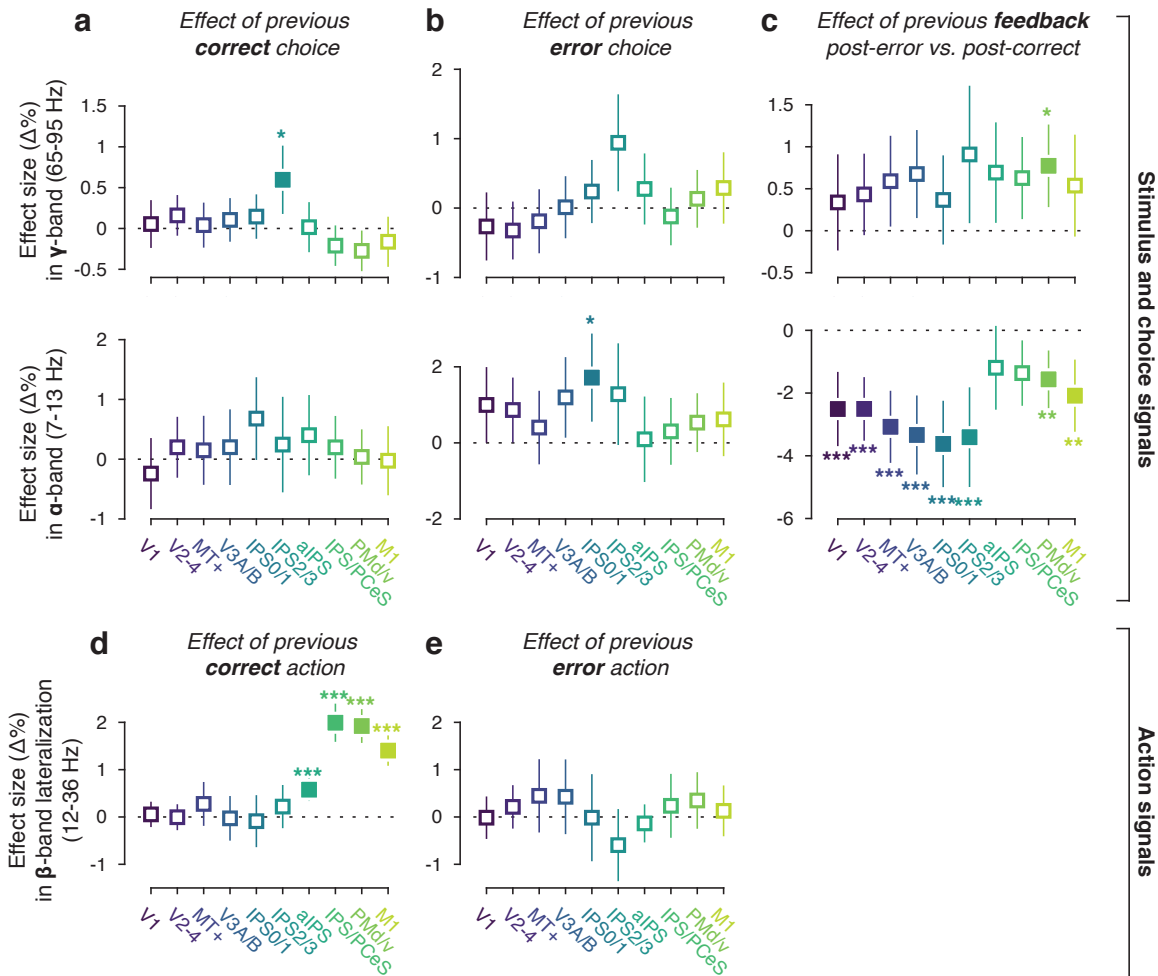 a
Effect of previous
correct choice
b
Effect of previous
error choice
c
Effect of previous feedback
post-error vs. post-correct
Effect size (Δ%)
in γ-band (65-95 Hz)
1.5
1
0.5
0
-0.5
*
2
1
0
-1
1.5
1
0.5
0
0.5
*
Effect size (Δ%)
in α-band (7-13 Hz)
2
1
0
-1
V1
V2-4
MT+
V3A/B
IPS0/1
IPS2/3
aIPS
IPS/PCeS
PMd/v
M1
2
0
-2
*
V1
V2-4
MT+
V3A/B
IPS0/1
IPS2/3
aIPS
IPS/PCeS
PMd/v
M1
0
-2
-4
-6
***
***
***
***
***
***
**
**
V1
V2-4
MT+
V3A/B
IPS0/1
IPS2/3
aIPS
IPS/PCeS
PMd/v
M1
Stimulus and choice signals
d
Effect of previous
correct action
e
Effect of previous
error action
Effect size (Δ%)
in β-band lateralization
(12-36 Hz)
2
1
0
-1
***
***
***
***
V1
V2-4
MT+
V3A/B
IPS0/1
IPS2/3
aIPS
IPS/PCeS
PMd/v
M1
2
1
0
-1
V1
V2-4
MT+
V3A/B
IPS0/1
IPS2/3
aIPS
IPS/PCeS
PMd/v
M1
Action signals